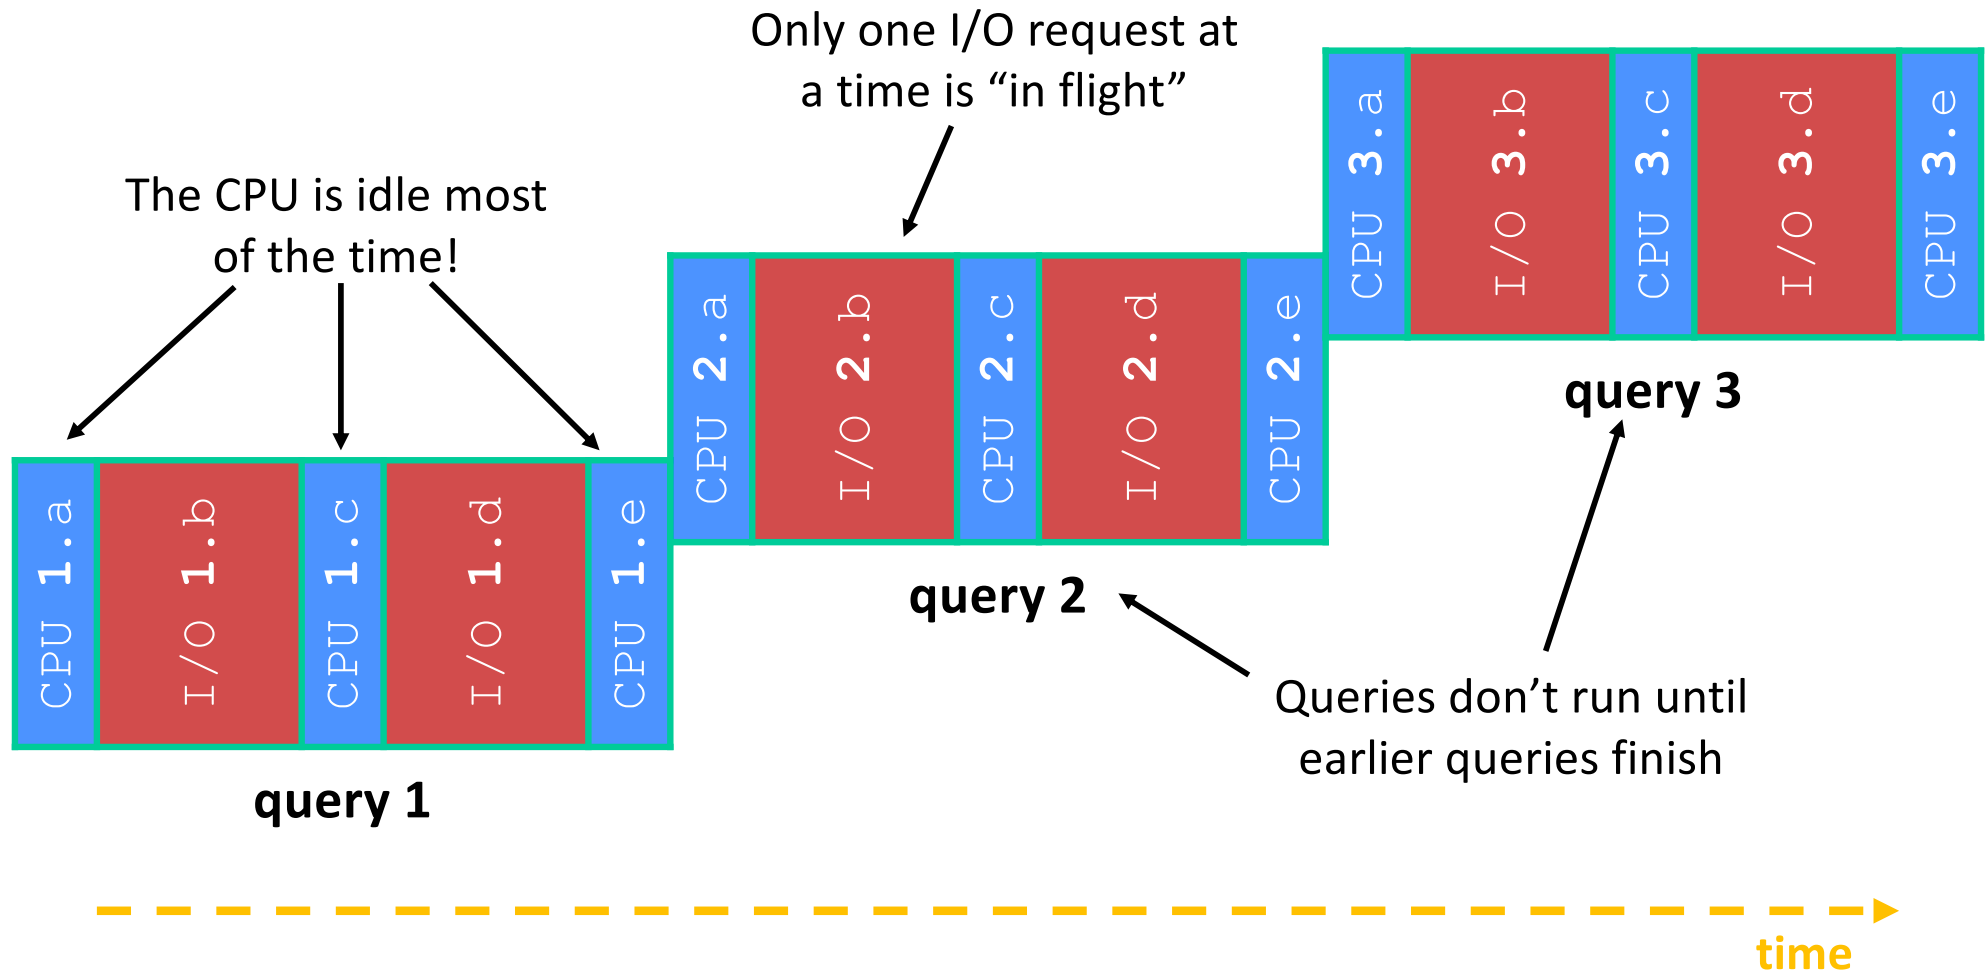 Only one I/O request at
a time is “in flight”
The CPU is idle most
of the time!
CPU 1.a
I/O 1.b
CPU 1.c
I/O 1.d
CPU 1.e
query 1
CPU 2.a
I/O 2.b
CPU 2.c
I/O 2.d
CPU 2.e
query 2
CPU 3.a
I/O 3.b
CPU 3.c
I/O 3.d
CPU 3.e
query 3
Queries don’t run until
earlier queries finish
time